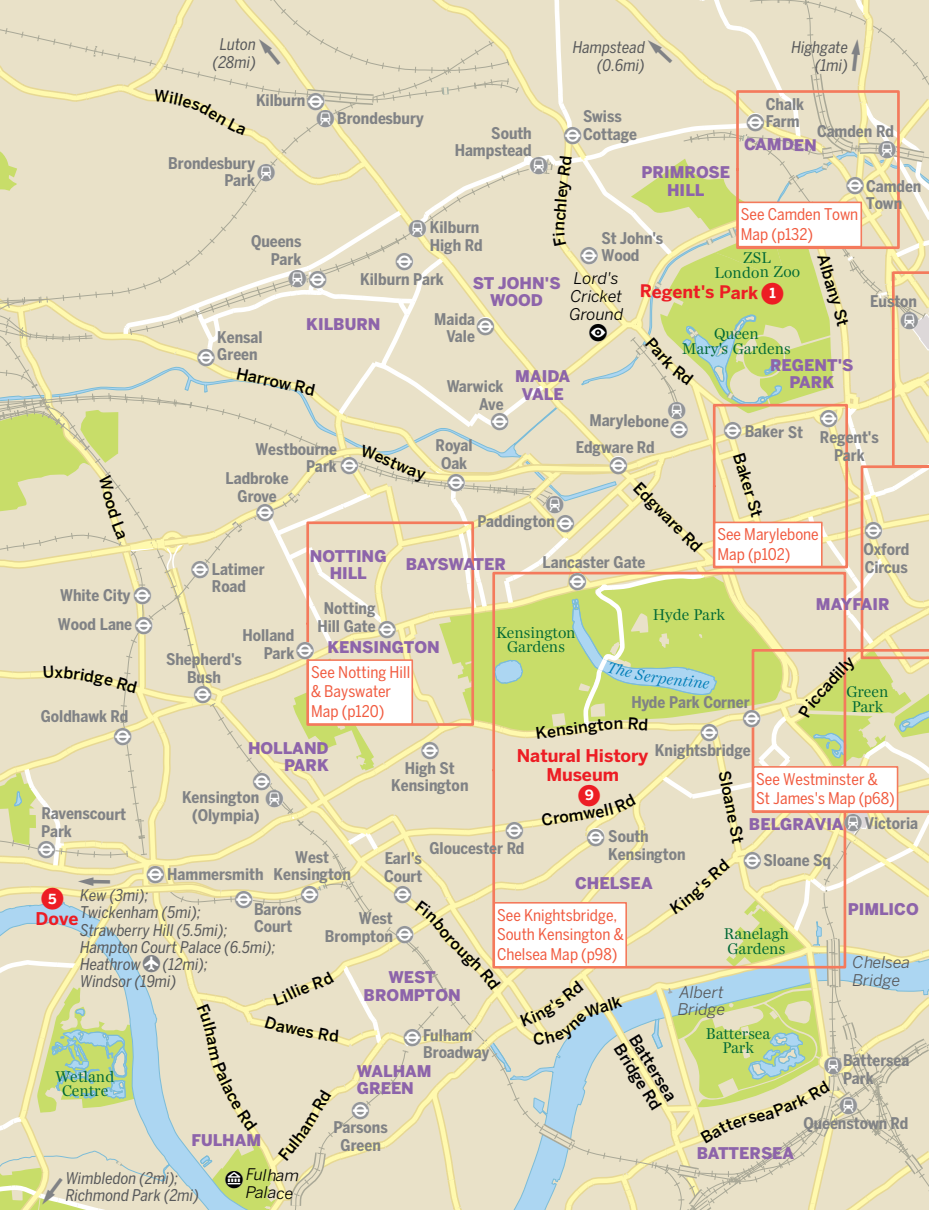 Luton
(28mi)
Hampstead
(0.6mi)
Highgate
(1mi)
Willesden La
Kilburn
Brondesbury
Swiss
Cottage
Chalk
Farm
Camden Rd
CAMDEN
South
Hampstead
Brondesbury
Park
PRIMROSE
HILL
Camden
Town
Finchley Rd
See Camden Town
Map (p132)
Kilburn
High Rd
Queens
Park
Kilburn Park
St John's
Wood
ZSL
London Zoo
Albany St
ST JOHN'S
WOOD
Lord's
Cricket
Ground
Regent's Park 1
Euston
KILBURN
Maida
Vale
Kensal
Green
Queen
Mary's Gardens
Park Rd
REGENT'S
PARK
Harrow Rd
Warwick
Ave
MAIDA
VALE
Marylebone
Baker St
Regent's
Park
Westbourne
Park
Westway
Royal
Oak
Edgware Rd
Ladbroke
Grove
Baker St
Wood La
Edgware Rd
Paddington
See Marylebone
Map (p102)
Oxford
Circus
NOTTING
HILL
BAYSWATER
Lancaster Gate
Latimer
Road
White City
Wood Lane
Notting
Hill Gate
Hyde Park
MAYFAIR
Kensington
Gardens
Holland
Park
KENSINGTON
Shepherd's
Bush
Uxbridge Rd
See Notting Hill
& Bayswater
Map (p120)
The Serpentine
Piccadilly
Green
Park
Hyde Park Corner
Goldhawk Rd
Kensington Rd
HOLLAND
PARK
High St
Kensington
Natural History
Museum
9
Knightsbridge
Sloane St
See Westminster &
St James's Map (p68)
Kensington
(Olympia)
Cromwell Rd
Ravenscourt
Park
BELGRAVIA
Victoria
Gloucester Rd
South
Kensington
Hammersmith
West
Kensington
Earl's
Court
Sloane Sq
CHELSEA
King's Rd
5
Dove
Kew (3mi);
Twickenham (5mi);
Strawberry Hill (5.5mi);
Hampton Court Palace (6.5mi);
Heathrow (12mi);
Windsor (19mi)
Barons
Court
West
Brompton
Finborough Rd
See Knightsbridge,
South Kensington &
Chelsea Map (p98)
PIMLICO
Ranelagh
Gardens
Chelsea
Bridge
WEST
BROMPTON
Lillie Rd
King's Rd
Cheyne Walk
Albert
Bridge
Dawes Rd
Fulham Palace Rd
Fulham
Broadway
Battersea
Bridge Rd
Battersea
Park
Battersea
Park
Wetland
Centre
WALHAM
GREEN
Fulham Rd
Parsons
Green
Battersea Park Rd
Queenstown Rd
FULHAM
BATTERSEA
Fulham
Palace
Wimbledon (2mi);
Richmond Park (2mi)